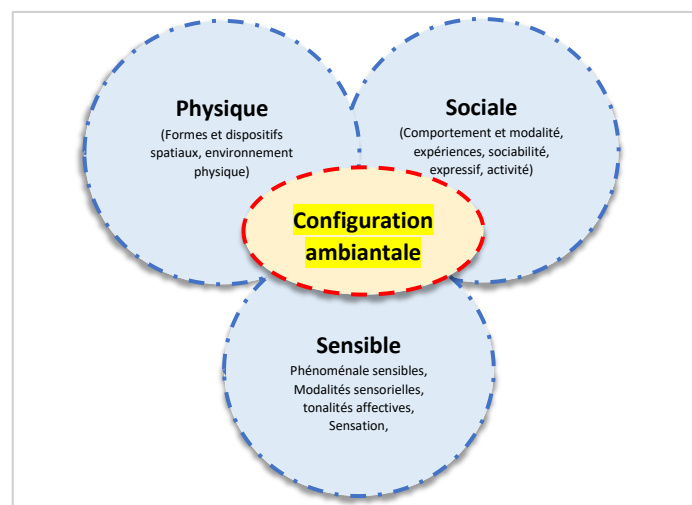 Physique
(Formes et dispositifs
spatiaux, environnement
physique)
Sociale
(Comportement et modalité,
expériences, sociabilité,
expressif, activité)
Configuration
ambiantale
Sensible
Phénoménale sensibles,
Modalités sensorielles,
tonalités affectives,
Sensation,